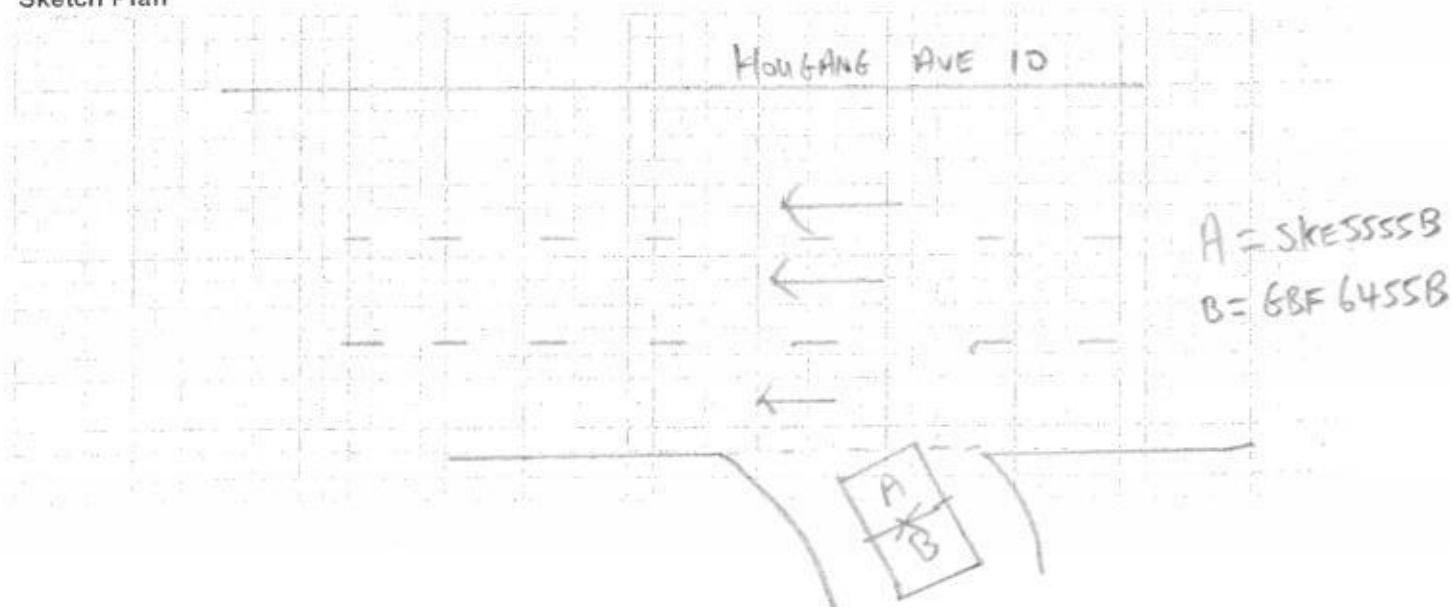 Sketch Plan
HOUGANG AVE 10
A = SKE5555B
B = GBF 6455B
A
B